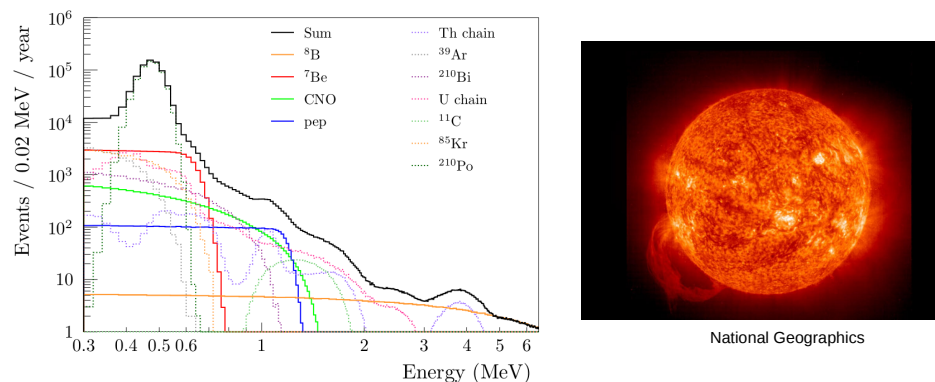 Events / 0.02 MeV / year
10⁶
10⁵
10⁴
10³
10²
10
1
0.3 0.4 0.5 0.6 1 2 3 4 5 6
Energy (MeV)
Sum
⁸B
⁷Be
CNO
pep
Th chain
³⁹Ar
²¹⁰Bi
U chain
¹¹C
⁸⁵Kr
²¹⁰Po
National Geographics